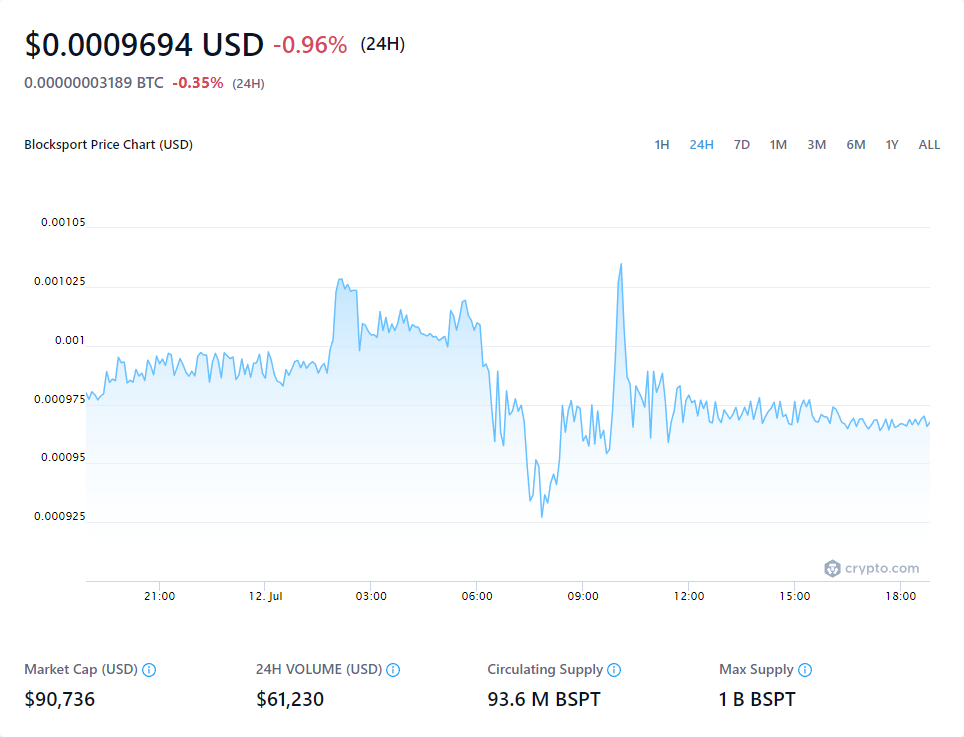 $0.0009694 USD -0.96% (24H)
0.00000003189 BTC -0.35% (24H)
Blocksport Price Chart (USD) 1H 24H 7D 1M 3M 6M 1Y ALL
0.00105
0.001025
0.001
0.000975
0.00095
0.000925
crypto.com
21:00 12. Jul 03:00 06:00 09:00 12:00 15:00 18:00
Market Cap (USD) 24H VOLUME (USD) Circulating Supply Max Supply
$90,736 $61,230 93.6 M BSPT 1 B BSPT